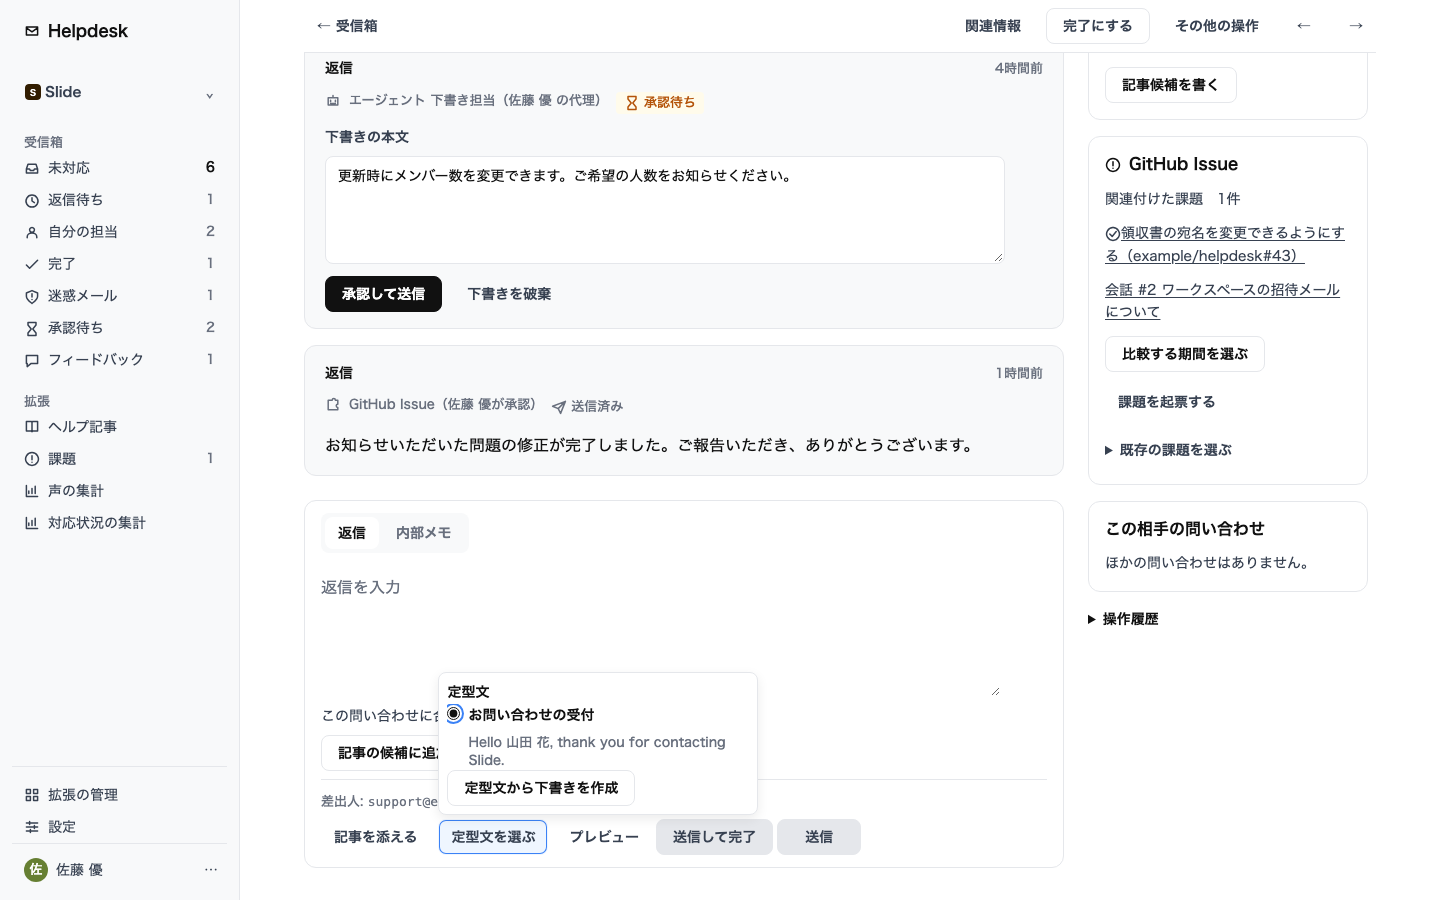 Helpdesk
S Slide
受信箱
未対応 6
返信待ち 1
自分の担当 2
完了 1
迷惑メール 1
承認待ち 2
フィードバック 1
拡張
ヘルプ記事
課題 1
声の集計
対応状況の集計
拡張の管理
設定
佐 佐藤 優 …
← 受信箱
関連情報 完了にする その他の操作 ← →
返信 4時間前
エージェント 下書き担当（佐藤 優 の代理） 承認待ち
下書きの本文
更新時にメンバー数を変更できます。ご希望の人数をお知らせください。
承認して送信 下書きを破棄
返信 1時間前
GitHub Issue（佐藤 優が承認） 送信済み
お知らせいただいた問題の修正が完了しました。ご報告いただき、ありがとうございます。
返信 内部メモ
返信を入力
この問い合わせに
記事の候補に追
定型文
お問い合わせの受付
Hello 山田 花, thank you for contacting
Slide.
定型文から下書きを作成
差出人: support@e
記事を添える 定型文を選ぶ プレビュー 送信して完了 送信
記事候補を書く
GitHub Issue
関連付けた課題 1件
領収書の宛名を変更できるようにす
る（example/helpdesk#43）
会話 #2 ワークスペースの招待メール
について
比較する期間を選ぶ
課題を起票する
▶ 既存の課題を選ぶ
この相手の問い合わせ
ほかの問い合わせはありません。
▶ 操作履歴